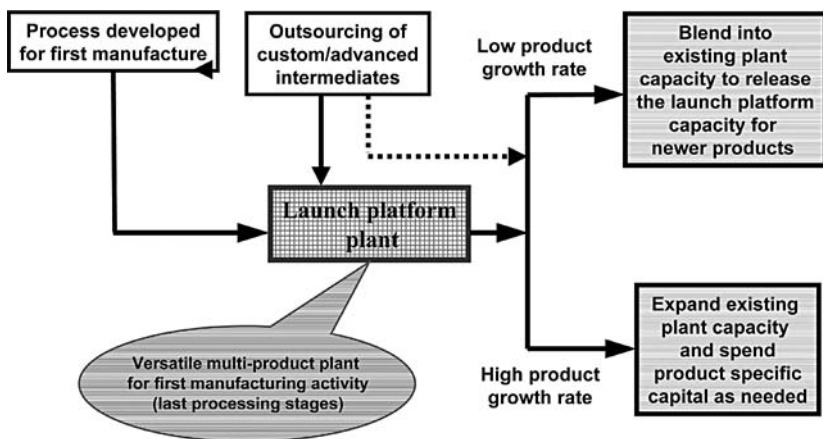 Process developed
for first manufacture
Outsourcing of
custom/advanced
intermediates
Low product
growth rate
Blend into
existing plant
capacity to release
the launch platform
capacity for
newer products
Launch platform
plant
Versatile multi-product plant
for first manufacturing activity
(last processing stages)
High product
growth rate
Expand existing
plant capacity
and spend
product specific
capital as needed